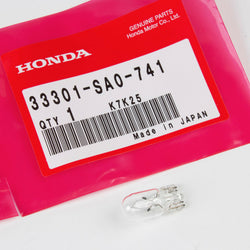 GENUINE PARTS
Honda Motor Co., Ltd.
HONDA
33301-SA0-741
QTY 1
K7K25
Made in JAPAN